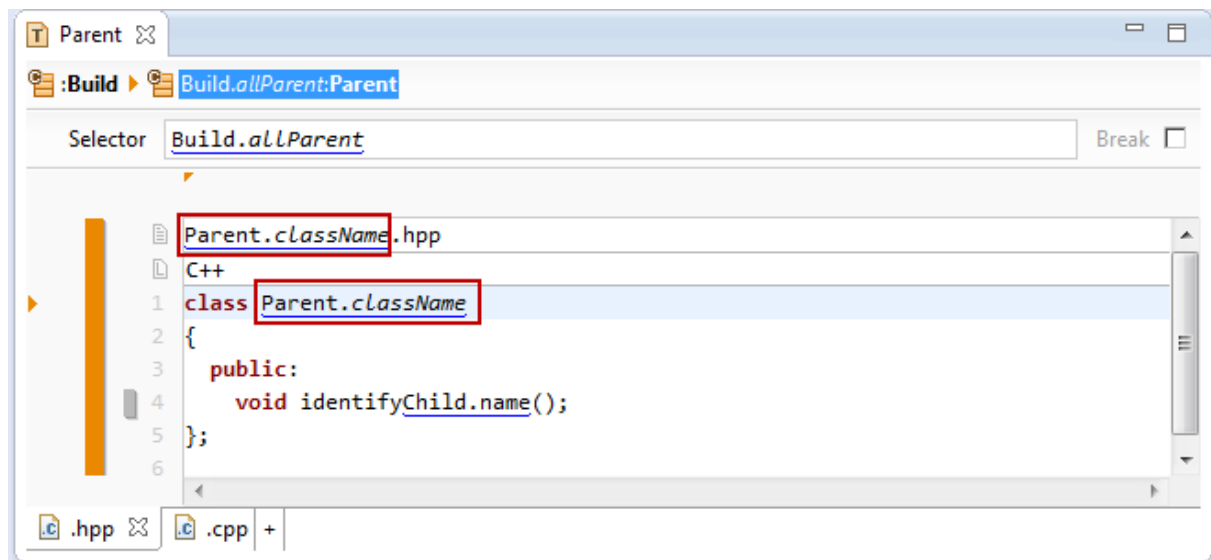 Parent
:Build Build.allParent:Parent
Selector Build.allParent Break
Parent.className.hpp
C++
1 class Parent.className
2 {
3 public:
4 void identifyChild.name();
5 };
6
.hpp .cpp +